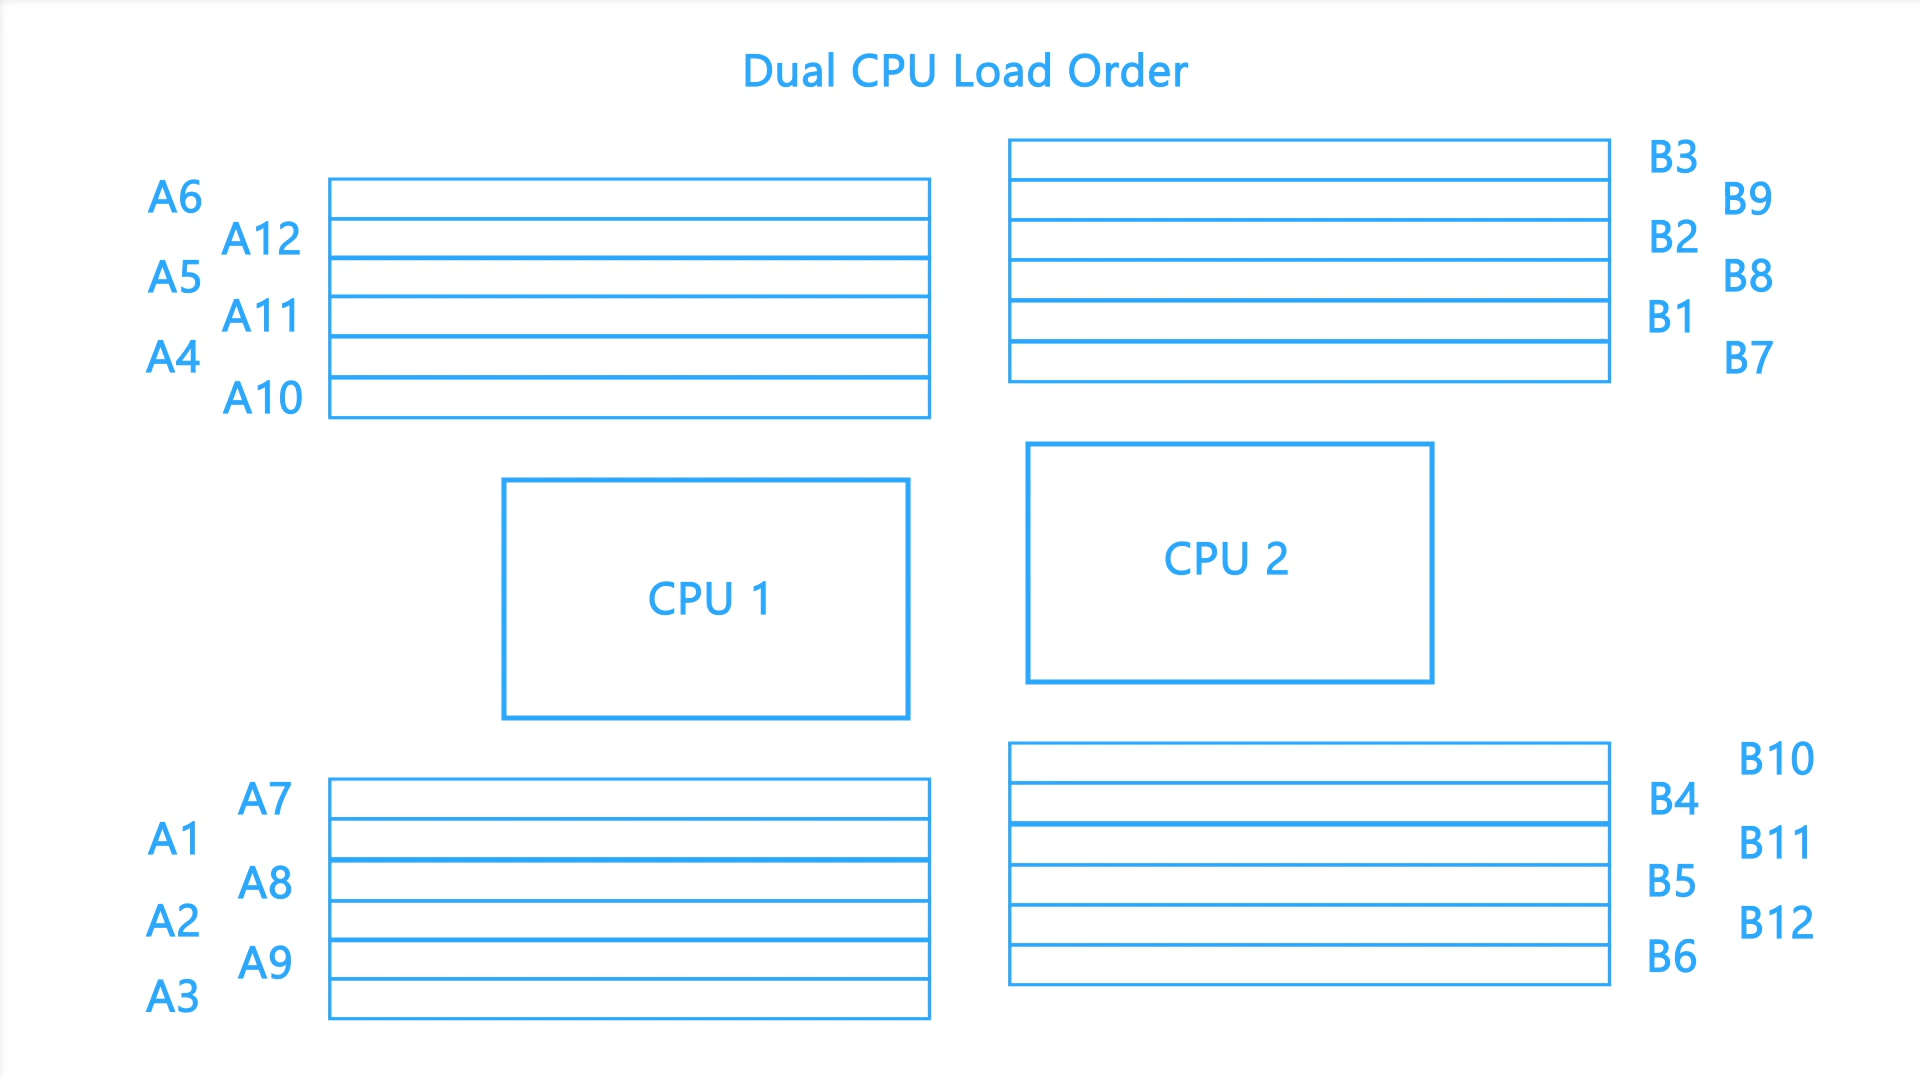 Dual CPU Load Order
A6
A12
A5
A11
A4
A10
B3
B9
B2
B8
B1
B7
CPU 1
CPU 2
A7
A1
A8
A2
A9
A3
B10
B4
B11
B5
B12
B6